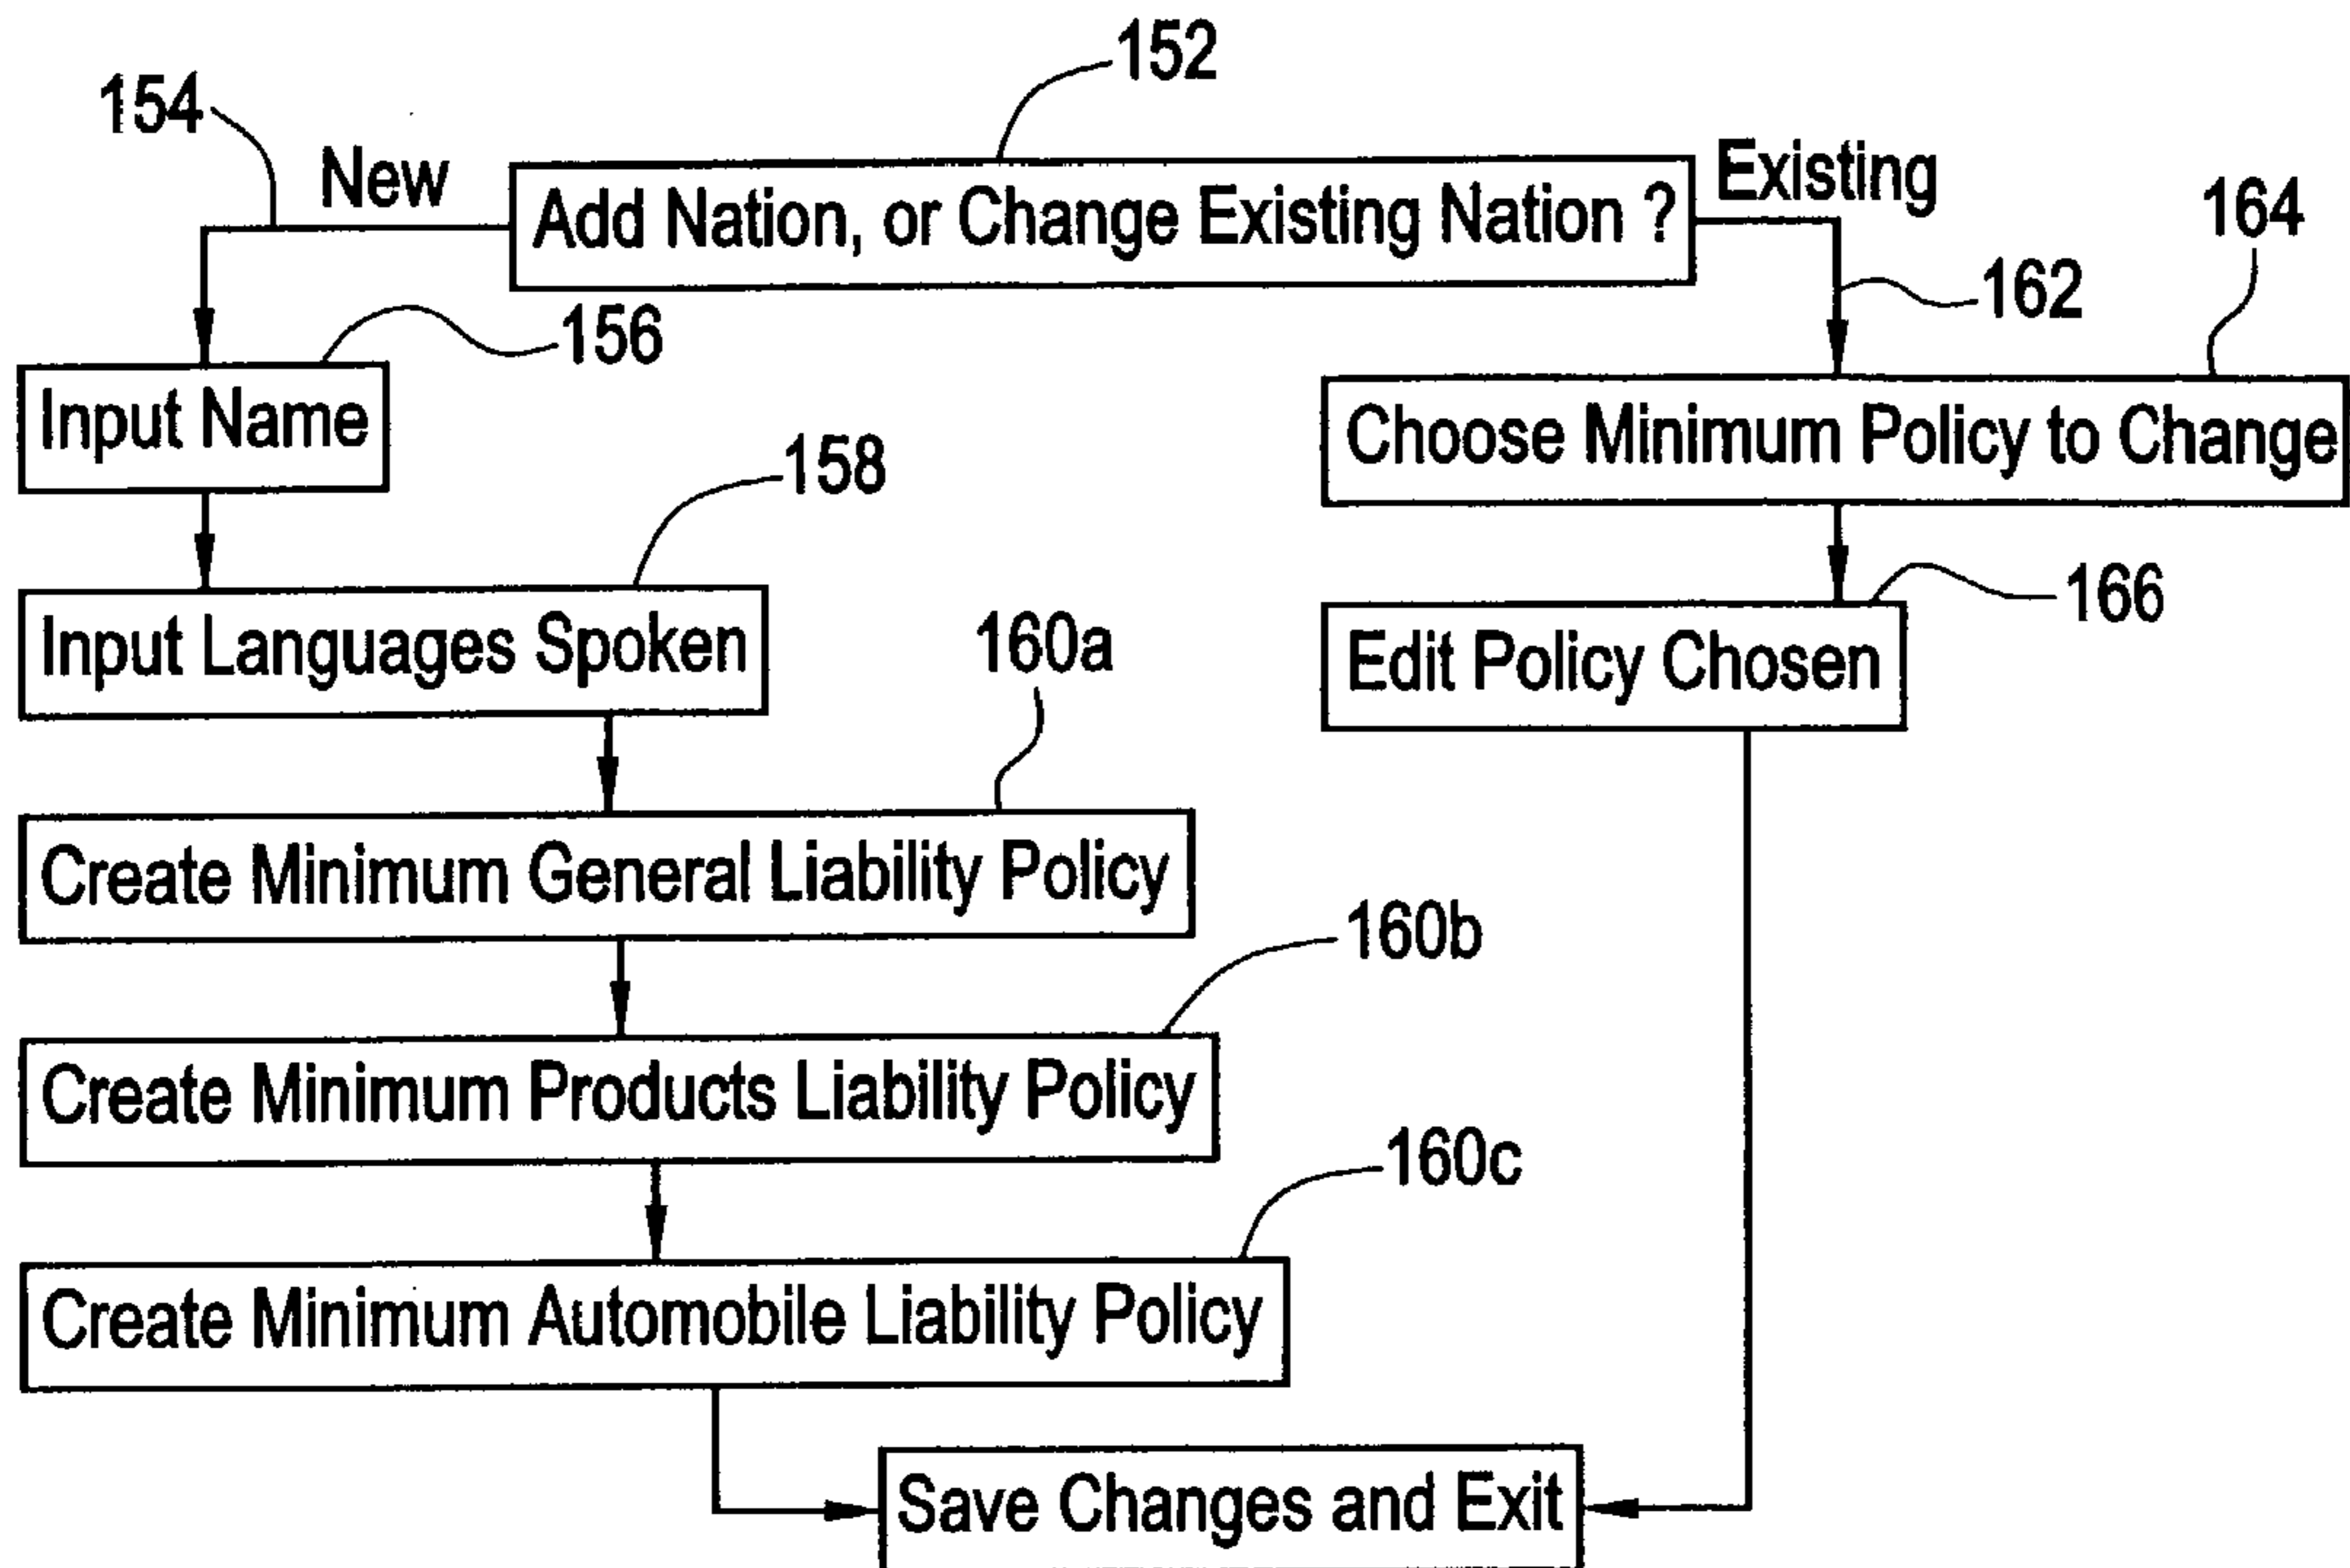 152
154
New
Add Nation, or Change Existing Nation ?
Existing
164
162
156
Input Name
Choose Minimum Policy to Change
158
Input Languages Spoken
160a
166
Edit Policy Chosen
Create Minimum General Liability Policy
160b
Create Minimum Products Liability Policy
160c
Create Minimum Automobile Liability Policy
Save Changes and Exit